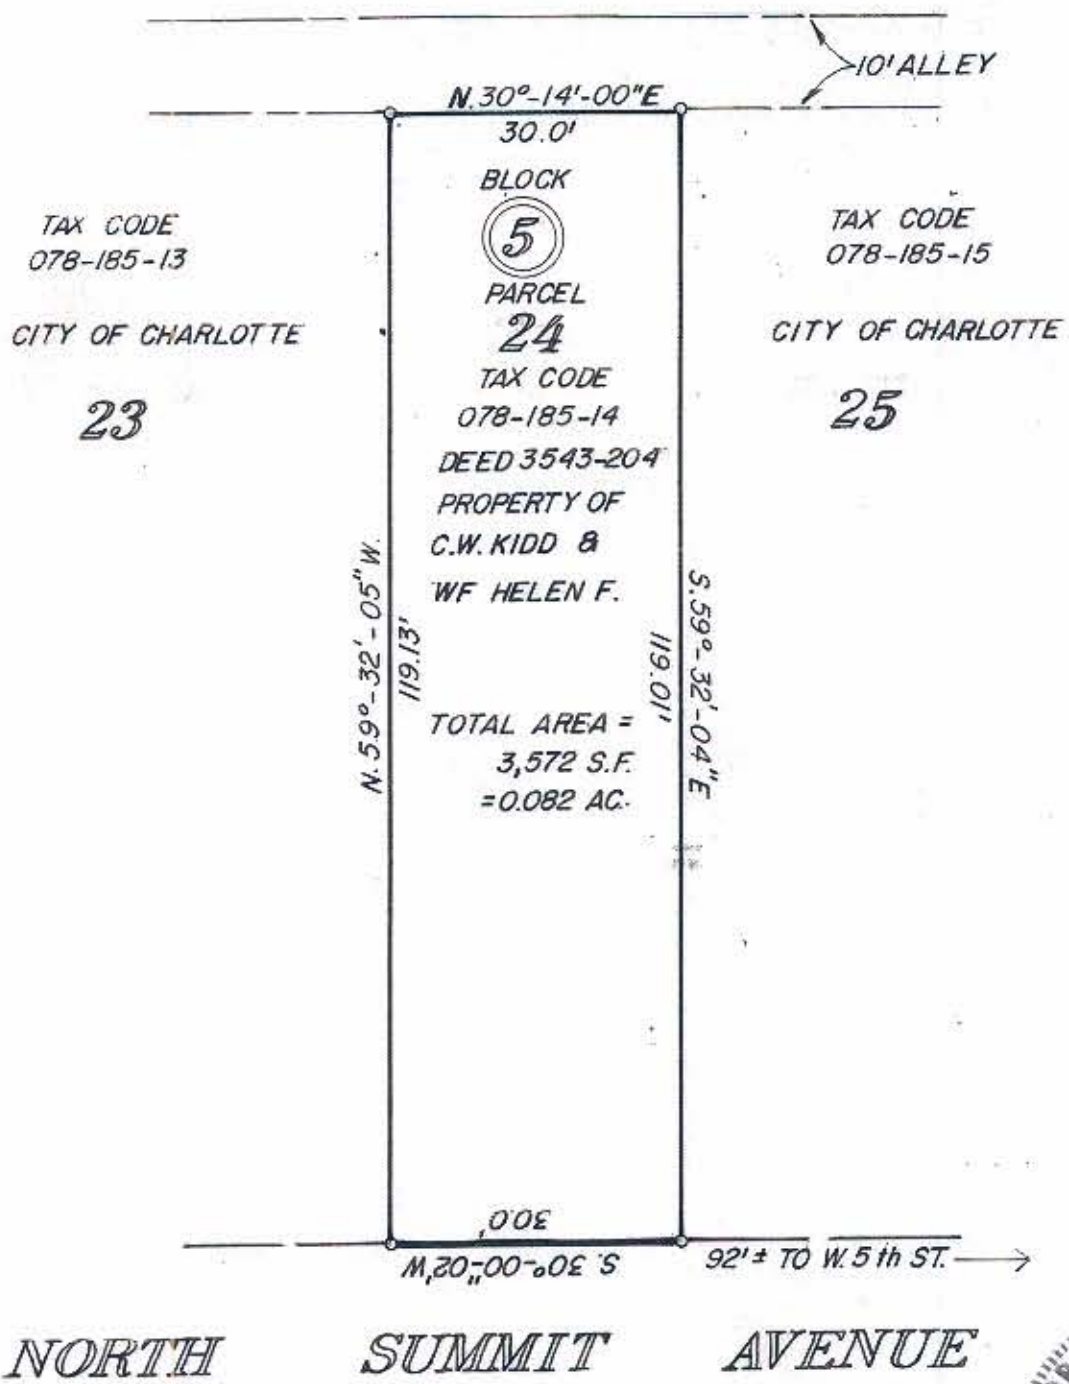 10' ALLEY
N.30°-14'-00"E
30.0'
BLOCK
5
PARCEL
24
TAX CODE
078-185-14
DEED 3543-204
PROPERTY OF
C.W. KIDD &
WF HELEN F.
TOTAL AREA =
3,572 S.F.
=0.082 AC.
TAX CODE
078-185-13
CITY OF CHARLOTTE
23
TAX CODE
078-185-15
CITY OF CHARLOTTE
25
N.59°-32'-05"W.
119.13'
119.01'
S.59°-32'-04"E
30.0'
S.30°-00"-02'W
92'± TO W. 5 th ST.
NORTH SUMMIT AVENUE